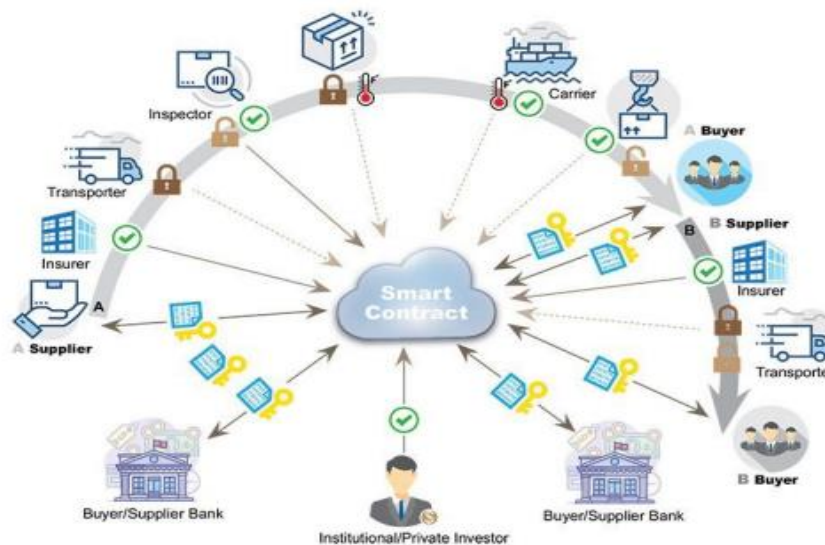 Inspector
F
F
Carrier
Transporter
A Buyer
Insurer
B Supplier
B
A
Smart
Contract
Insurer
A Supplier
Transporter
B Buyer
Buyer/Supplier Bank
Buyer/Supplier Bank
Institutional/Private Investor